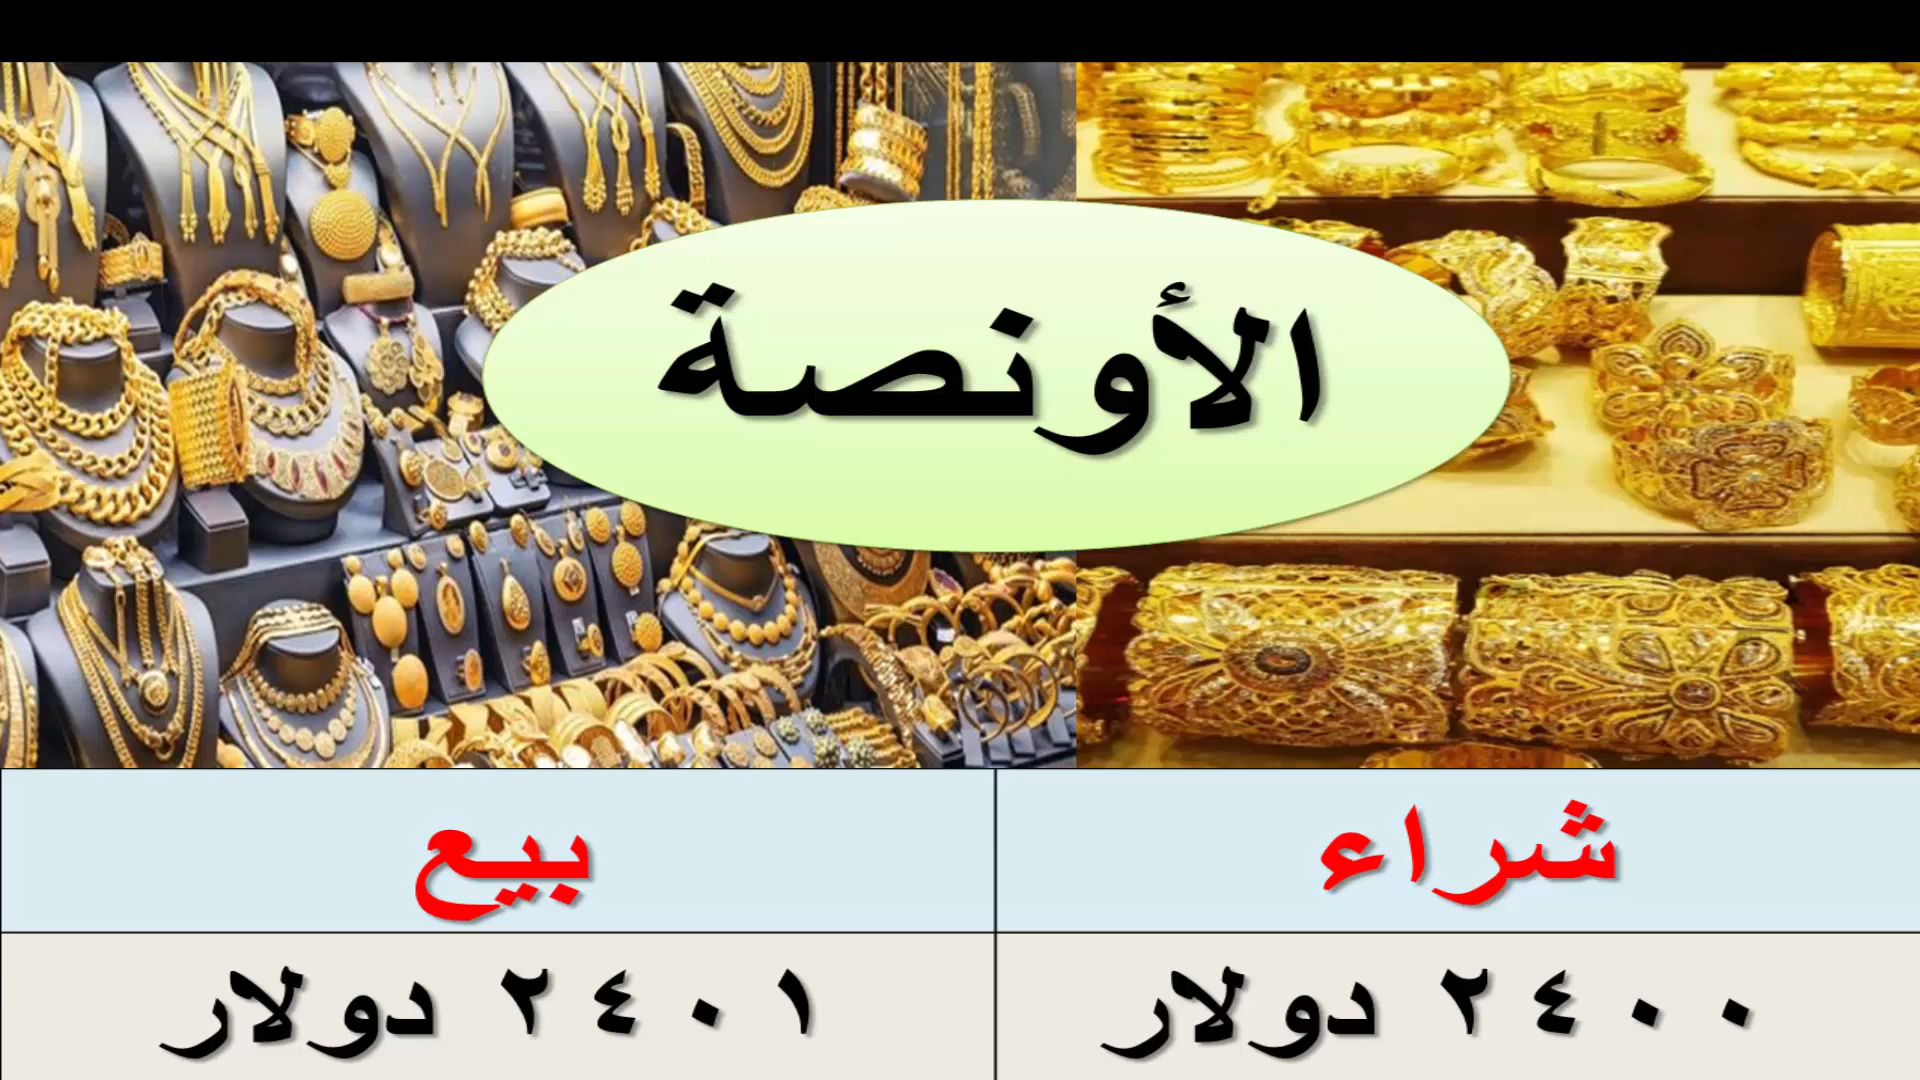 الأونصة
شراء
بيع
٢٤٠٠ دولار
٢٤٠١ دولار